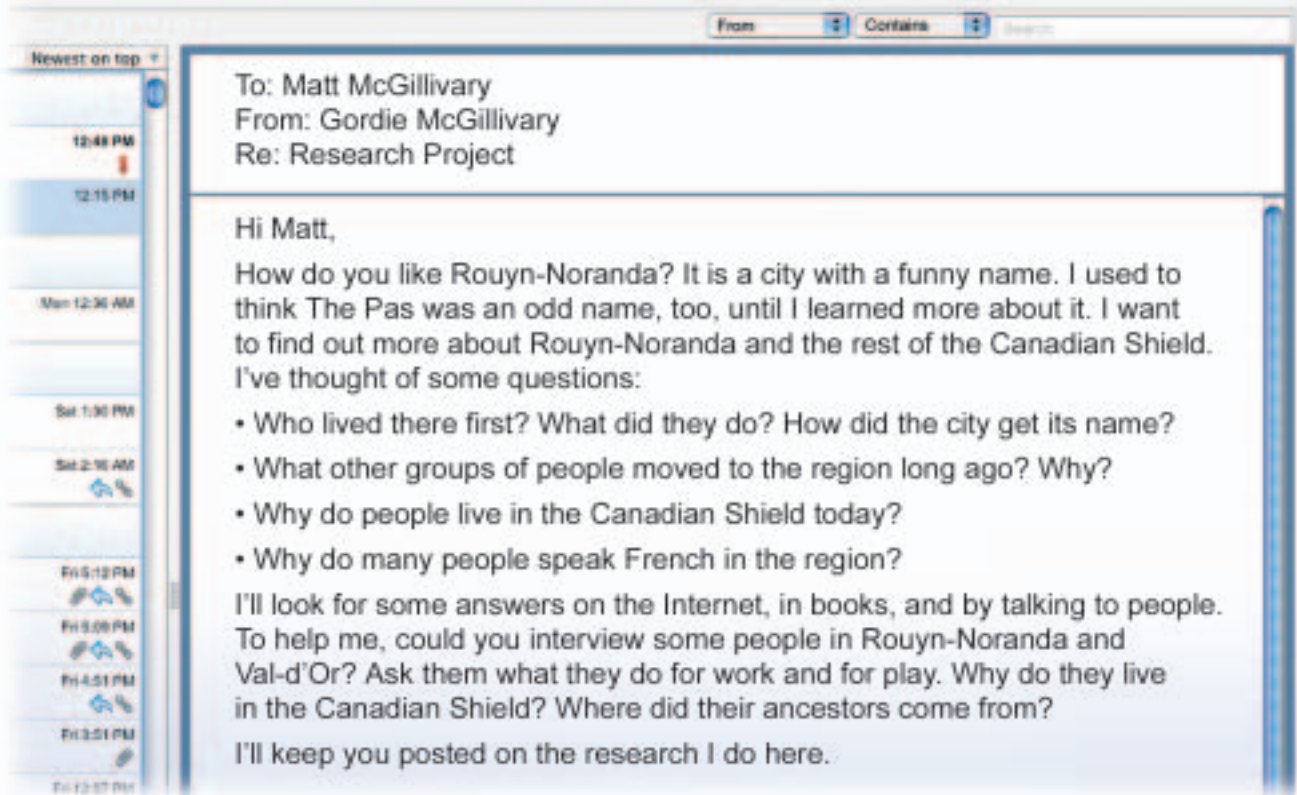 From
Contains
Search
Newest on top
12:48 PM
12:15 PM
Mon 12:36 AM
Sat 1:30 PM
Sat 2:16 AM
Fri 5:12 PM
Fri 5:09 PM
Fri 4:51 PM
Fri 3:51 PM
Fri 12:37 PM
To: Matt McGillivary
From: Gordie McGillivary
Re: Research Project
Hi Matt,
How do you like Rouyn-Noranda? It is a city with a funny name. I used to
think The Pas was an odd name, too, until I learned more about it. I want
to find out more about Rouyn-Noranda and the rest of the Canadian Shield.
I've thought of some questions:
• Who lived there first? What did they do? How did the city get its name?
• What other groups of people moved to the region long ago? Why?
• Why do people live in the Canadian Shield today?
• Why do many people speak French in the region?
I'll look for some answers on the Internet, in books, and by talking to people.
To help me, could you interview some people in Rouyn-Noranda and
Val-d'Or? Ask them what they do for work and for play. Why do they live
in the Canadian Shield? Where did their ancestors come from?
I'll keep you posted on the research I do here.